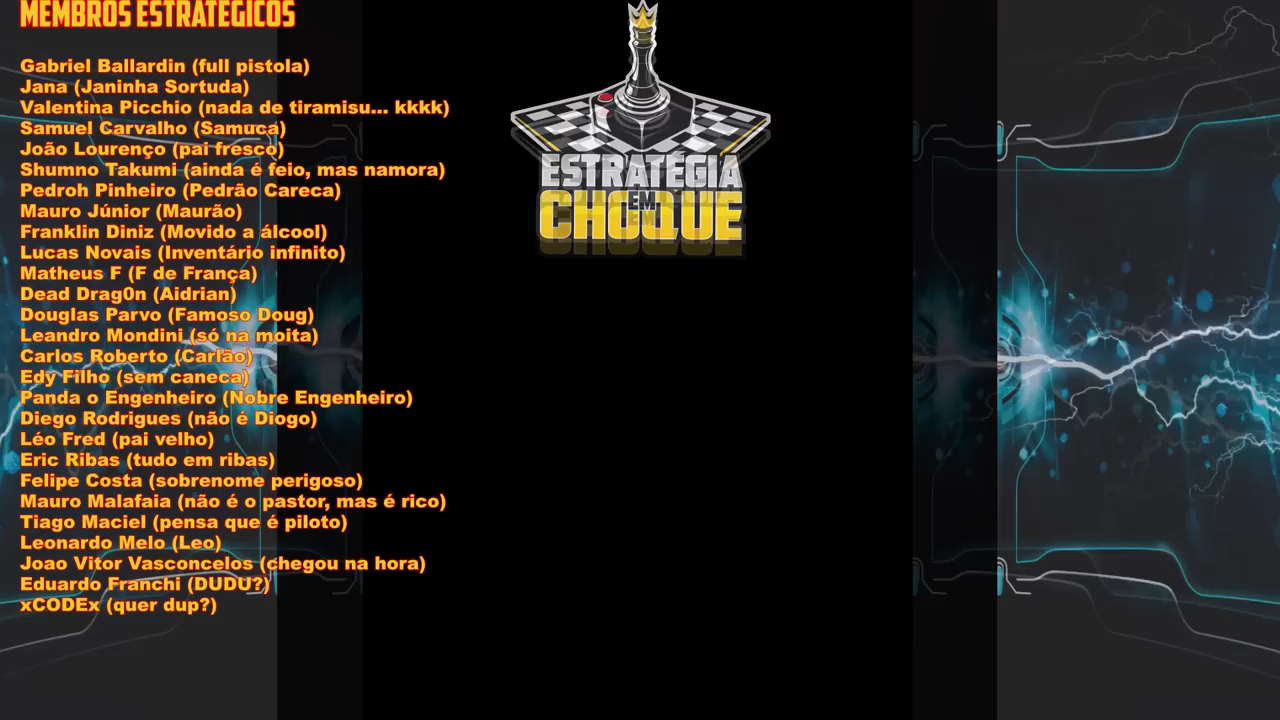 MEMBROS ESTRATÉGICOS
Gabriel Ballardin (full pistola)
Jana (Janinha Sortuda)
Valentina Picchio (nada de tiramisu... kkkk)
Samuel Carvalho (Samuca)
João Lourenço (pai fresco)
Shumno Takumi (ainda é feio, mas namora)
Pedroh Pinheiro (Pedrão Careca)
Mauro Júnior (Maurão)
Franklin Diniz (Movido a álcool)
Lucas Novais (Inventário infinito)
Matheus F (F de França)
Dead Drag0n (Aidrian)
Douglas Parvo (Famoso Doug)
Leandro Mondini (só na moita)
Carlos Roberto (Carlão)
Edy Filho (sem caneca)
Panda o Engenheiro (Nobre Engenheiro)
Diego Rodrigues (não é Diogo)
Léo Fred (pai velho)
Eric Ribas (tudo em ribas)
Felipe Costa (sobrenome perigoso)
Mauro Malafaia (não é o pastor, mas é rico)
Tiago Maciel (pensa que é piloto)
Leonardo Melo (Leo)
Joao Vitor Vasconcelos (chegou na hora)
Eduardo Franchi (DUDU?)
xCODEx (quer dup?)
ESTRATÉGIA
EM
CHOQUE